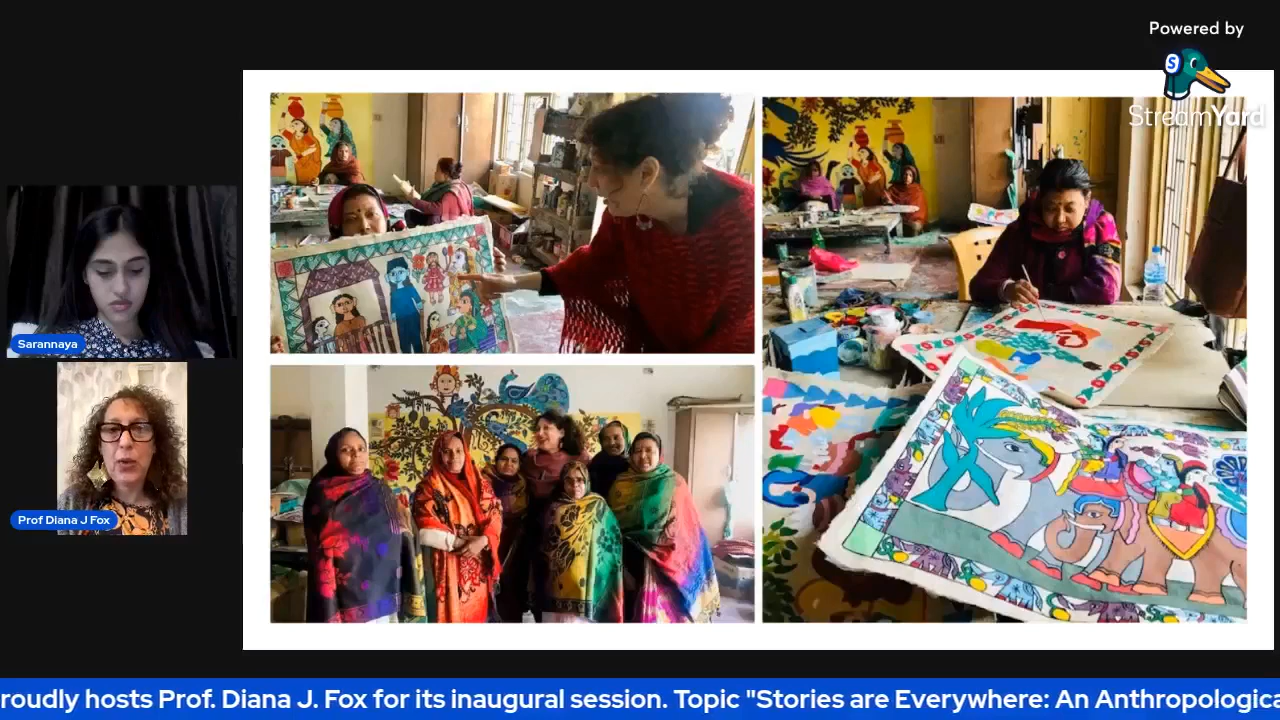 Powered by
S
StreamYard
Sarannaya
Prof Diana J Fox
roudly hosts Prof. Diana J. Fox for its inaugural session. Topic "Stories are Everywhere: An Anthropologica